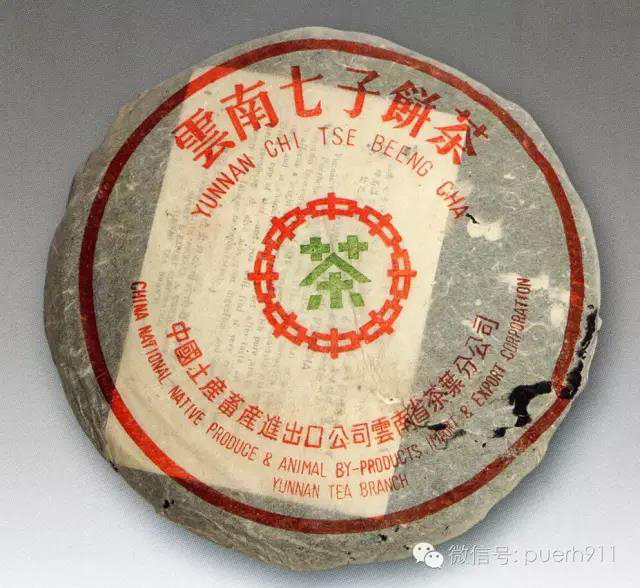 雲南七子餅茶
YUNNAN CHI TSE BEENG CHA
茶
中國土産畜産進出口公司雲南省茶葉分公司
CHINA NATIONAL NATIVE PRODUCE & ANIMAL BY-PRODUCTS IMPORT & EXPORT CORPORATION
YUNNAN TEA BRANCH
微信号: puerh911